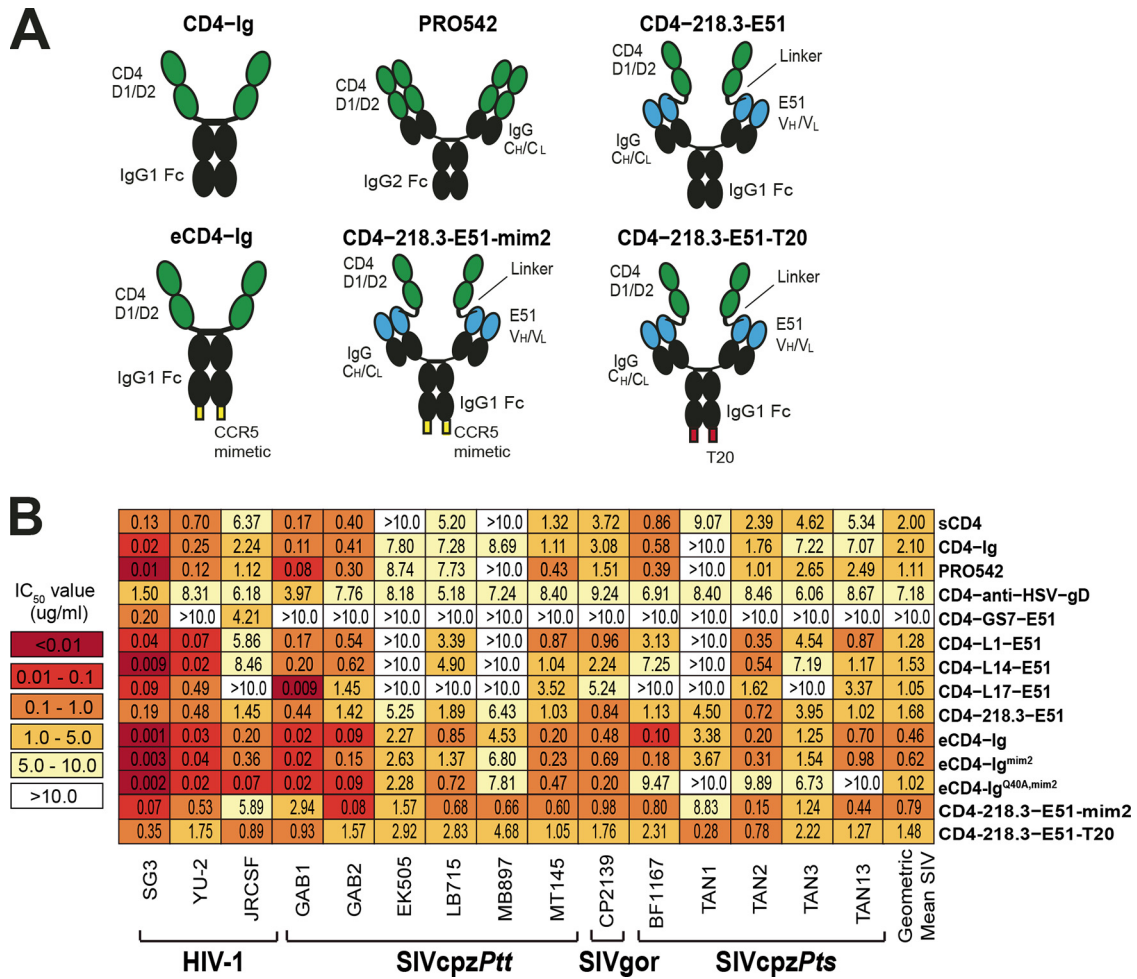 A
CD4−Ig
CD4
D1/D2
IgG1 Fc
PRO542
CD4
D1/D2
IgG
CH/CL
IgG2 Fc
CD4−218.3-E51
CD4
D1/D2
Linker
E51
VH/VL
IgG
CH/CL
IgG1 Fc
eCD4−Ig
CD4
D1/D2
IgG1 Fc
CCR5
mimetic
CD4−218.3-E51-mim2
CD4
D1/D2
Linker
E51
VH/VL
IgG
CH/CL
IgG1 Fc
CCR5
mimetic
CD4−218.3-E51-T20
CD4
D1/D2
Linker
E51
VH/VL
IgG
CH/CL
IgG1 Fc
T20
B
IC50 value
(ug/ml)
<0.01
0.01 - 0.1
0.1 - 1.0
1.0 - 5.0
5.0 - 10.0
>10.0
0.13 0.70 6.37 0.17 0.40 >10.0 5.20 >10.0 1.32 3.72 0.86 9.07 2.39 4.62 5.34 2.00 sCD4
0.02 0.25 2.24 0.11 0.41 7.80 7.28 8.69 1.11 3.08 0.58 >10.0 1.76 7.22 7.07 2.10 CD4−Ig
0.01 0.12 1.12 0.08 0.30 8.74 7.73 >10.0 0.43 1.51 0.39 >10.0 1.01 2.65 2.49 1.11 PRO542
1.50 8.31 6.18 3.97 7.76 8.18 5.18 7.24 8.40 9.24 6.91 8.40 8.46 6.06 8.67 7.18 CD4−anti−HSV−gD
0.20 >10.0 4.21 >10.0 >10.0 >10.0 >10.0 >10.0 >10.0 >10.0 >10.0 >10.0 >10.0 >10.0 >10.0 >10.0 CD4−GS7−E51
0.04 0.07 5.86 0.17 0.54 >10.0 3.39 >10.0 0.87 0.96 3.13 >10.0 0.35 4.54 0.87 1.28 CD4−L1−E51
0.009 0.02 8.46 0.20 0.62 >10.0 4.90 >10.0 1.04 2.24 7.25 >10.0 0.54 7.19 1.17 1.53 CD4−L14−E51
0.09 0.49 >10.0 0.009 1.45 >10.0 >10.0 >10.0 3.52 5.24 >10.0 >10.0 1.62 >10.0 3.37 1.05 CD4−L17−E51
0.19 0.48 1.45 0.44 1.42 5.25 1.89 6.43 1.03 0.84 1.13 4.50 0.72 3.95 1.02 1.68 CD4−218.3−E51
0.001 0.03 0.20 0.02 0.09 2.27 0.85 4.53 0.20 0.48 0.10 3.38 0.20 1.25 0.70 0.46 eCD4−Ig
0.003 0.04 0.36 0.02 0.15 2.63 1.37 6.80 0.23 0.69 0.18 3.67 0.31 1.54 0.98 0.62 eCD4−Igmim2
0.002 0.02 0.07 0.02 0.09 2.28 0.72 7.81 0.47 0.20 9.47 >10.0 9.89 6.73 >10.0 1.02 eCD4-IgQ40A,mim2
0.07 0.53 5.89 2.94 0.08 1.57 0.68 0.66 0.60 0.98 0.80 8.83 0.15 1.24 0.44 0.79 CD4-218.3−E51-mim2
0.35 1.75 0.89 0.93 1.57 2.92 2.83 4.68 1.05 1.76 2.31 0.28 0.78 2.22 1.27 1.48 CD4-218.3−E51-T20
SG3 YU-2 JRCSF GAB1 GAB2 EK505 LB715 MB897 MT145 CP2139 BF1167 TAN1 TAN2 TAN3 TAN13 Geometric
Mean SIV
HIV-1 SIVcpzPtt SIVgor SIVcpzPts